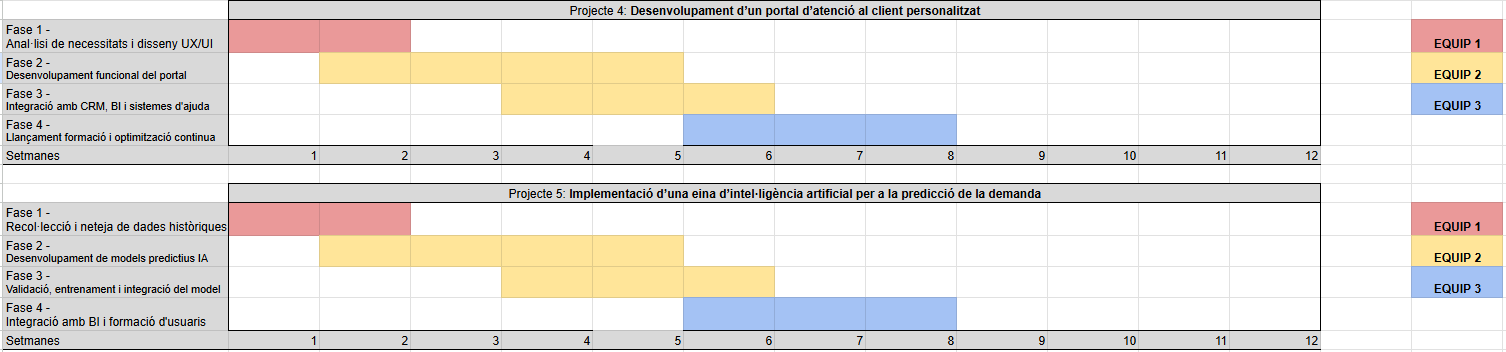 Projecte 4: Desenvolupament d'un portal d'atenció al client personalitzat
Fase 1 -
Anal·lisi de necessitats i disseny UX/UI
EQUIP 1
Fase 2 -
Desenvolupament funcional del portal
EQUIP 2
Fase 3 -
Integració amb CRM, BI i sistemes d'ajuda
EQUIP 3
Fase 4 -
Llançament formació i optimització continua
Setmanes 1 2 3 4 5 6 7 8 9 10 11 12
Projecte 5: Implementació d'una eina d'intel·ligència artificial per a la predicció de la demanda
Fase 1 -
Recol·lecció i neteja de dades històriques
EQUIP 1
Fase 2 -
Desenvolupament de models predictius IA
EQUIP 2
Fase 3 -
Validació, entrenament i integració del model
EQUIP 3
Fase 4 -
Integració amb BI i formació d'usuaris
Setmanes 1 2 3 4 5 6 7 8 9 10 11 12